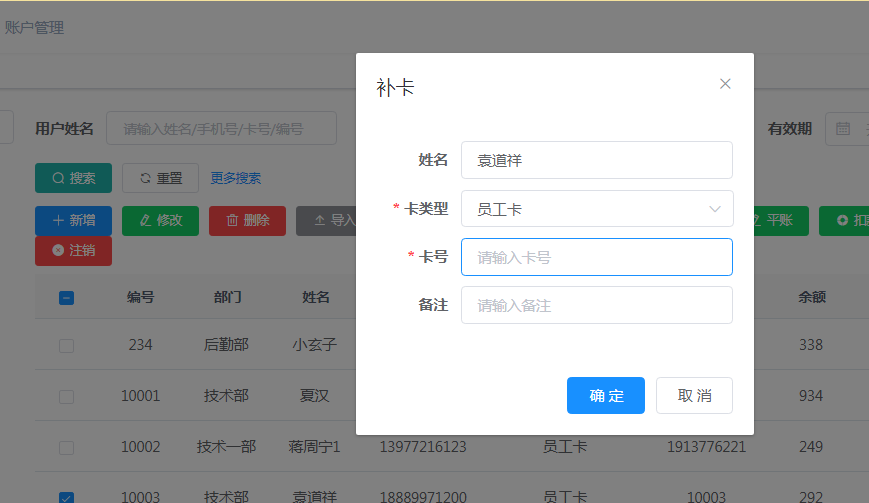 账户管理
补卡
用户姓名 请输入姓名/手机号/卡号/编号 有效期
姓名 袁道祥
搜索 重置 更多搜索
* 卡类型 员工卡
新增 修改 删除 导入 平账
* 卡号 请输入卡号
注销
备注 请输入备注
编号 部门 姓名 余额
234 后勤部 小玄子 338
确 定 取 消
10001 技术部 夏汉 934
10002 技术一部 蒋周宁1 13977216123 员工卡 1913776221 249
10003 技术部 袁道祥 18889971200 员工卡 10003 292